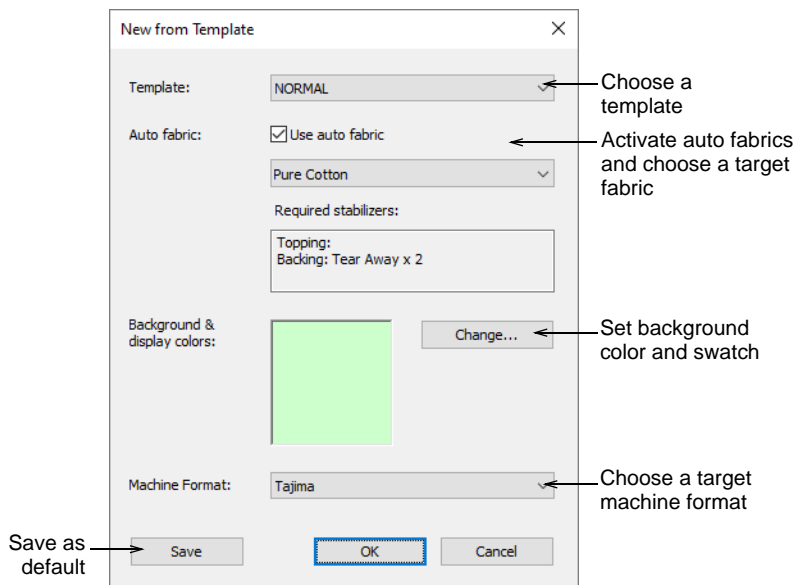 New from Template
Template:
NORMAL
Choose a
template
Auto fabric:
Use auto fabric
Activate auto fabrics
and choose a target
fabric
Pure Cotton
Required stabilizers:
Topping:
Backing: Tear Away x 2
Background &
display colors:
Change...
Set background
color and swatch
Machine Format:
Tajima
Choose a target
machine format
Save as
default
Save
OK
Cancel